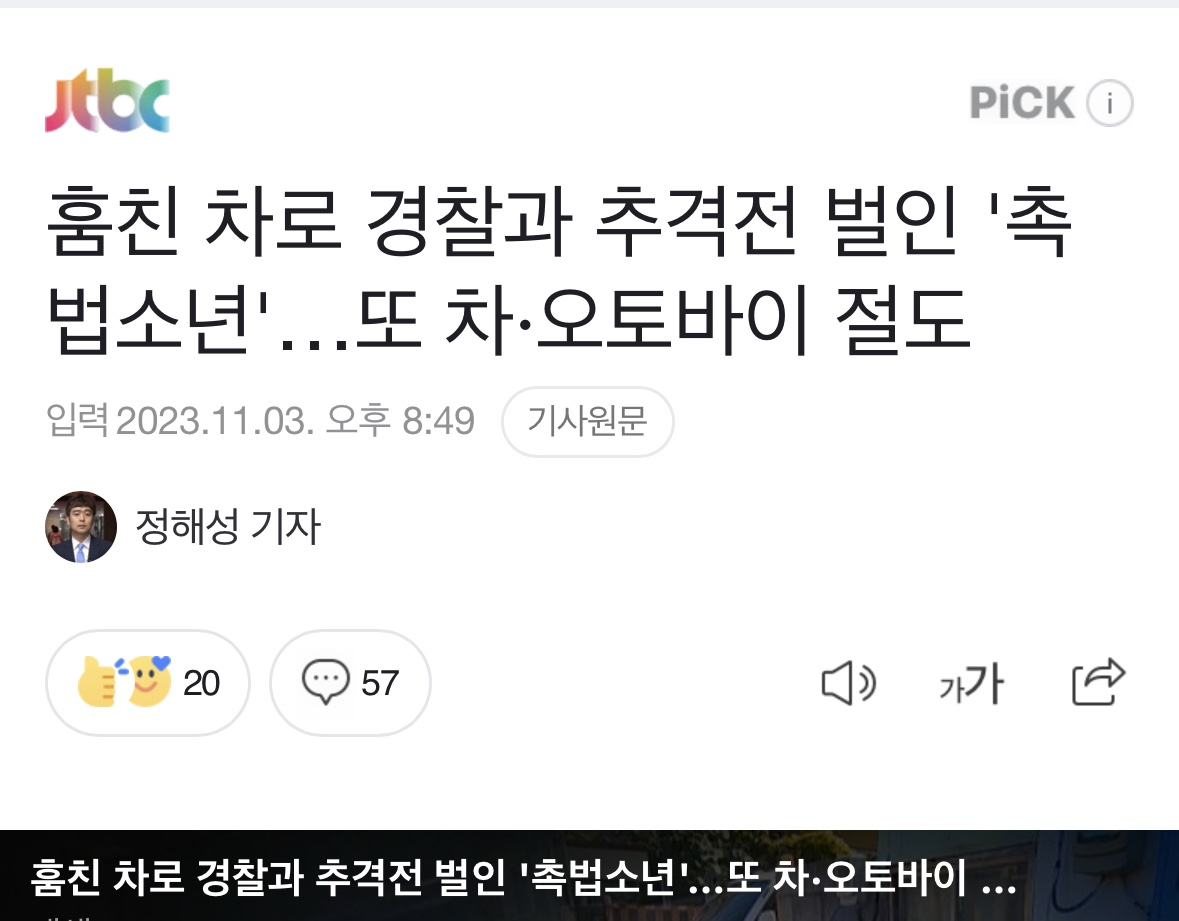 jtbc
PiCK i
훔친 차로 경찰과 추격전 벌인 '촉
법소년'…또 차·오토바이 절도
입력 2023.11.03. 오후 8:49 기사원문
정해성 기자
20 57 가가
훔친 차로 경찰과 추격전 벌인 '촉법소년'...또 차·오토바이 ...